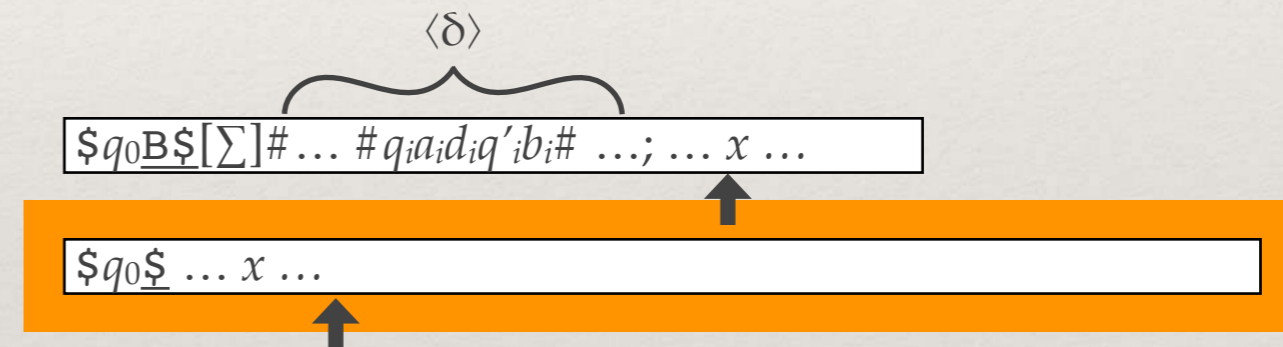 ⟨δ⟩
$q₀B$[∑]#… #qᵢaᵢdᵢq′ᵢbᵢ# …; … x …
$q₀$ … x …